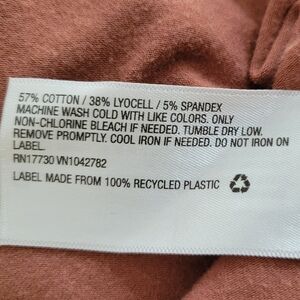 57% COTTON / 38% LYOCELL / 5% SPANDEX
MACHINE WASH COLD WITH LIKE COLORS. ONLY
NON-CHLORINE BLEACH IF NEEDED. TUMBLE DRY LOW.
REMOVE PROMPTLY. COOL IRON IF NEEDED. DO NOT IRON ON
LABEL.
RN17730 VN1042782
LABEL MADE FROM 100% RECYCLED PLASTIC